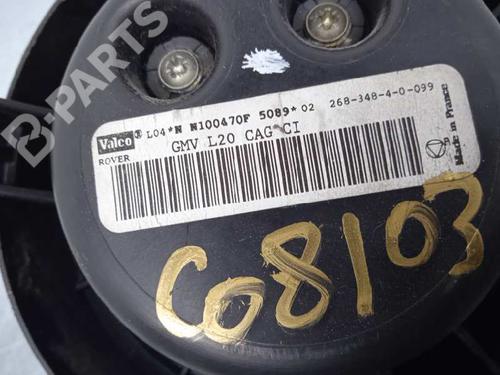 B-PARTS
Valeo L04*N N100470F 5089* 02 268-348-4-0-099
ROVER GMV L20 CAG CI
Made in France
C08103
B-PARTS